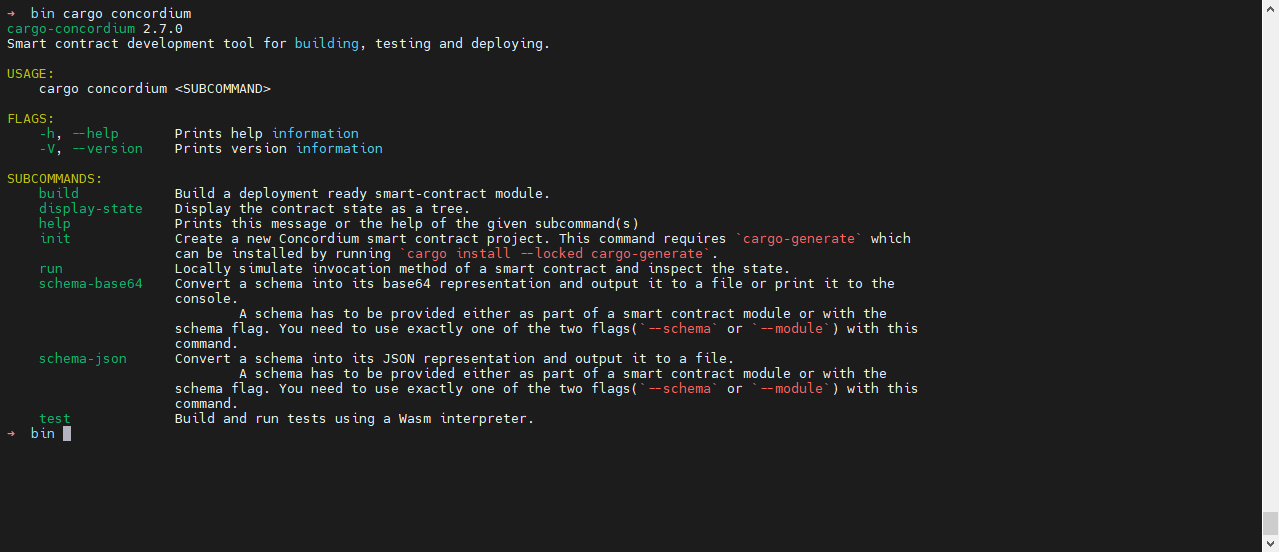 ➜  bin cargo concordium
cargo-concordium 2.7.0
Smart contract development tool for building, testing and deploying.

USAGE:
    cargo concordium <SUBCOMMAND>

FLAGS:
    -h, --help       Prints help information
    -V, --version    Prints version information

SUBCOMMANDS:
    build            Build a deployment ready smart-contract module.
    display-state    Display the contract state as a tree.
    help             Prints this message or the help of the given subcommand(s)
    init             Create a new Concordium smart contract project. This command requires `cargo-generate` which
                     can be installed by running `cargo install --locked cargo-generate`.
    run              Locally simulate invocation method of a smart contract and inspect the state.
    schema-base64    Convert a schema into its base64 representation and output it to a file or print it to the
                     console.
                             A schema has to be provided either as part of a smart contract module or with the
                     schema flag. You need to use exactly one of the two flags(`--schema` or `--module`) with this
                     command.
    schema-json      Convert a schema into its JSON representation and output it to a file.
                             A schema has to be provided either as part of a smart contract module or with the
                     schema flag. You need to use exactly one of the two flags(`--schema` or `--module`) with this
                     command.
    test             Build and run tests using a Wasm interpreter.
➜  bin